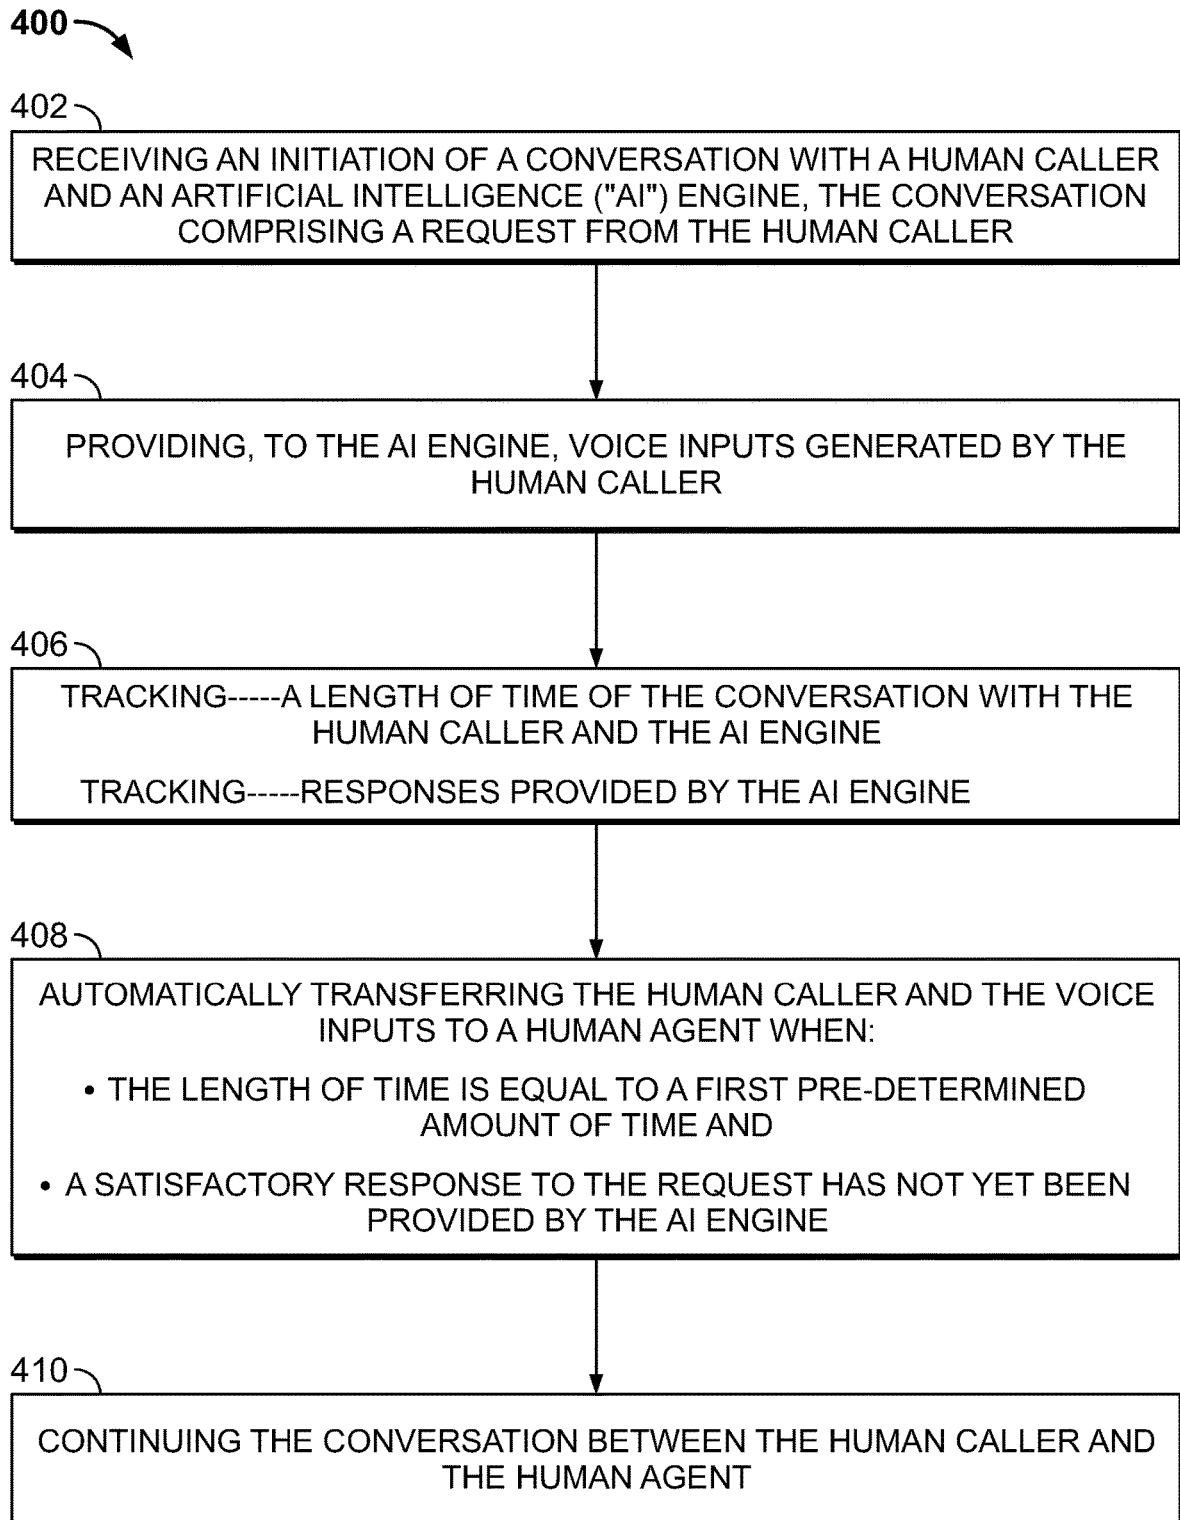 400
402
RECEIVING AN INITIATION OF A CONVERSATION WITH A HUMAN CALLER
AND AN ARTIFICIAL INTELLIGENCE ("AI") ENGINE, THE CONVERSATION
COMPRISING A REQUEST FROM THE HUMAN CALLER
404
PROVIDING, TO THE AI ENGINE, VOICE INPUTS GENERATED BY THE
HUMAN CALLER
406
TRACKING-----A LENGTH OF TIME OF THE CONVERSATION WITH THE
HUMAN CALLER AND THE AI ENGINE
TRACKING-----RESPONSES PROVIDED BY THE AI ENGINE
408
AUTOMATICALLY TRANSFERRING THE HUMAN CALLER AND THE VOICE
INPUTS TO A HUMAN AGENT WHEN:
• THE LENGTH OF TIME IS EQUAL TO A FIRST PRE-DETERMINED
AMOUNT OF TIME AND
• A SATISFACTORY RESPONSE TO THE REQUEST HAS NOT YET BEEN
PROVIDED BY THE AI ENGINE
410
CONTINUING THE CONVERSATION BETWEEN THE HUMAN CALLER AND
THE HUMAN AGENT